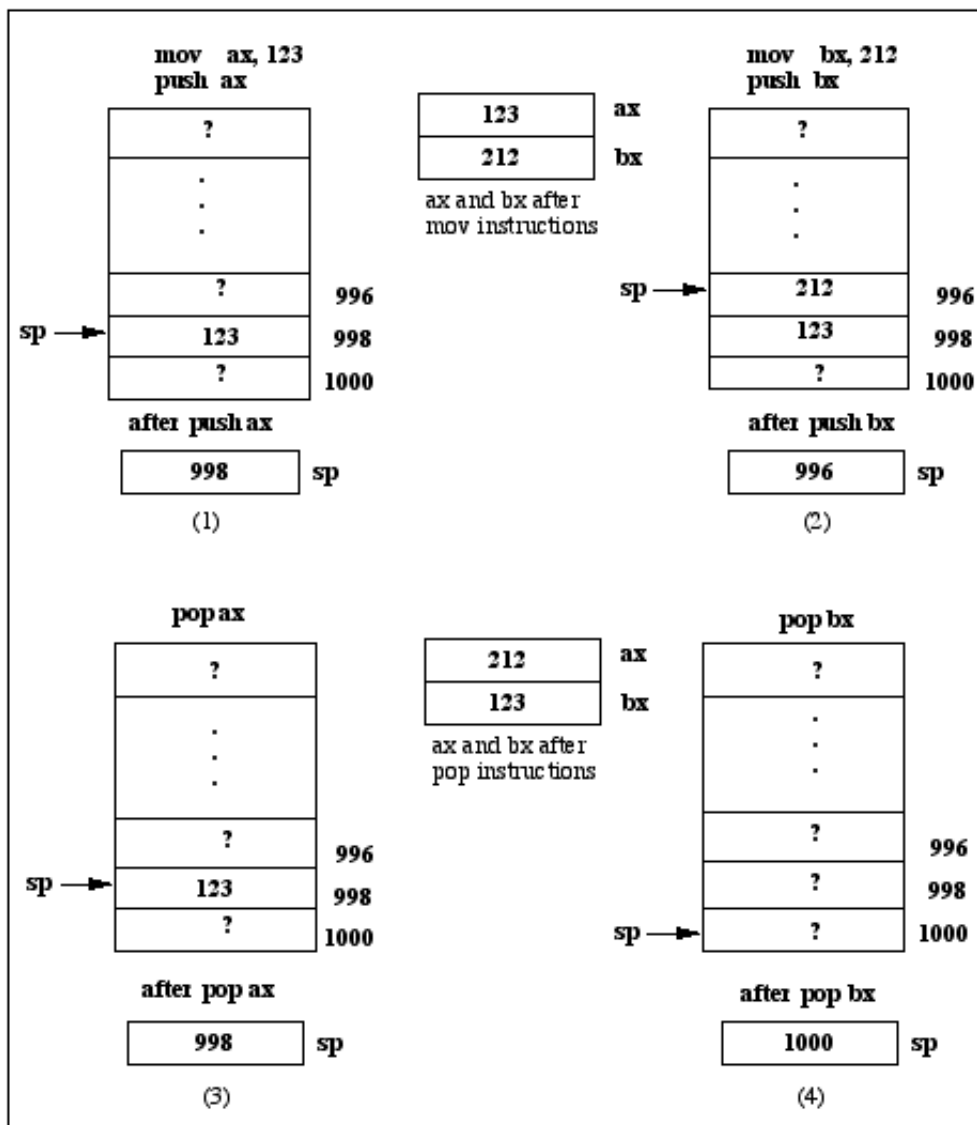 mov ax, 123
push ax
?
.
.
.
?
996
sp
123
998
?
1000
after push ax
998
sp
(1)
123
ax
212
bx
ax and bx after
mov instructions
mov bx, 212
push bx
?
.
.
.
sp
212
996
123
998
?
1000
after push bx
996
sp
(2)
pop ax
?
.
.
.
?
996
sp
123
998
?
1000
after pop ax
998
sp
(3)
212
ax
123
bx
ax and bx after
pop instructions
pop bx
?
.
.
.
?
996
?
998
sp
?
1000
after pop bx
1000
sp
(4)